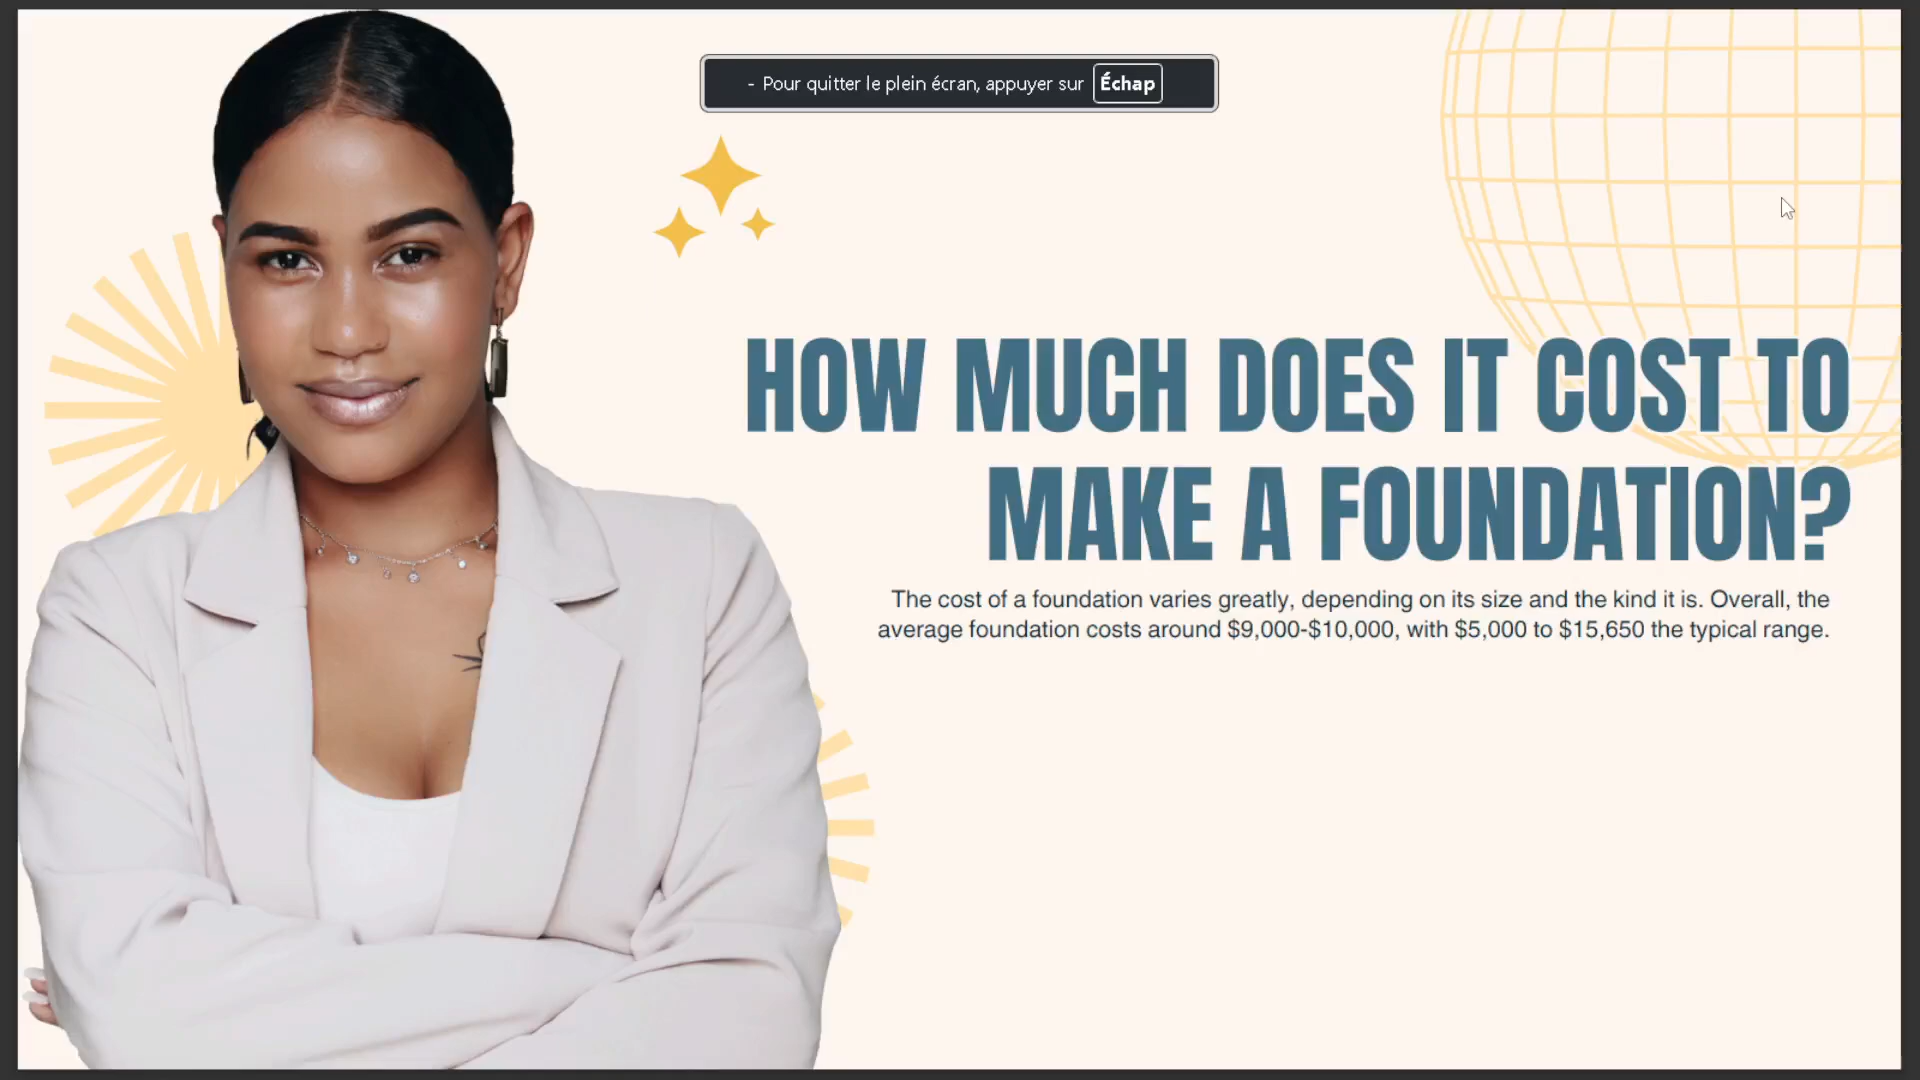 - Pour quitter le plein écran, appuyer sur Échap
HOW MUCH DOES IT COST TO
MAKE A FOUNDATION?
The cost of a foundation varies greatly, depending on its size and the kind it is. Overall, the
average foundation costs around $9,000-$10,000, with $5,000 to $15,650 the typical range.